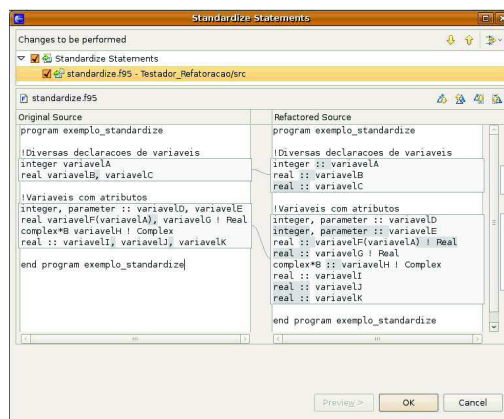 Standardize Statements
Changes to be performed
Standardize Statements
standardize.f95 - Testador_Refatoracao/src
standardize.f95
Original Source
program exemplo_standardize
!Diversas declaracoes de variaveis
integer variavelA
real variavelB, variavelC
!Variaveis com atributos
integer, parameter :: variavelD, variavelE
real variavelF(variavelA), variavelG ! Real
complex*8 variavelH ! Complex
real :: variavelI, variavelJ, variavelK
end program exemplo_standardize
Refactored Source
program exemplo_standardize
!Diversas declaracoes de variaveis
integer :: variavelA
real :: variavelB
real :: variavelC
!Variaveis com atributos
integer, parameter :: variavelD
integer, parameter :: variavelE
real :: variavelF(variavelA) ! Real
real :: variavelG ! Real
complex*8 :: variavelH ! Complex
real :: variavelI
real :: variavelJ
real :: variavelK
end program exemplo_standardize
Preview >
OK
Cancel